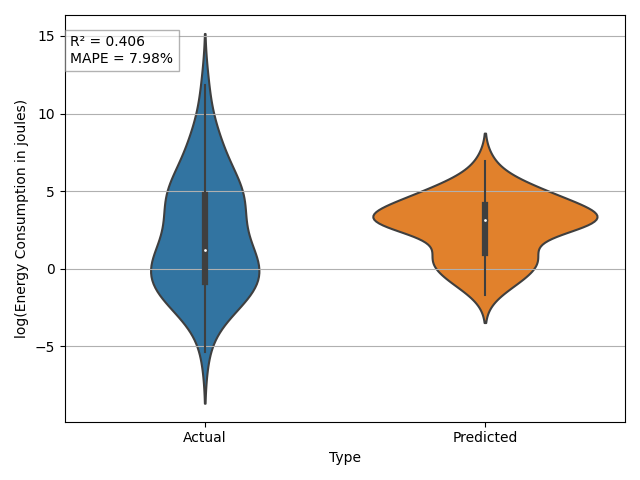 R² = 0.406
MAPE = 7.98%
15
10
5
0
−5
log(Energy Consumption in joules)
Actual
Predicted
Type